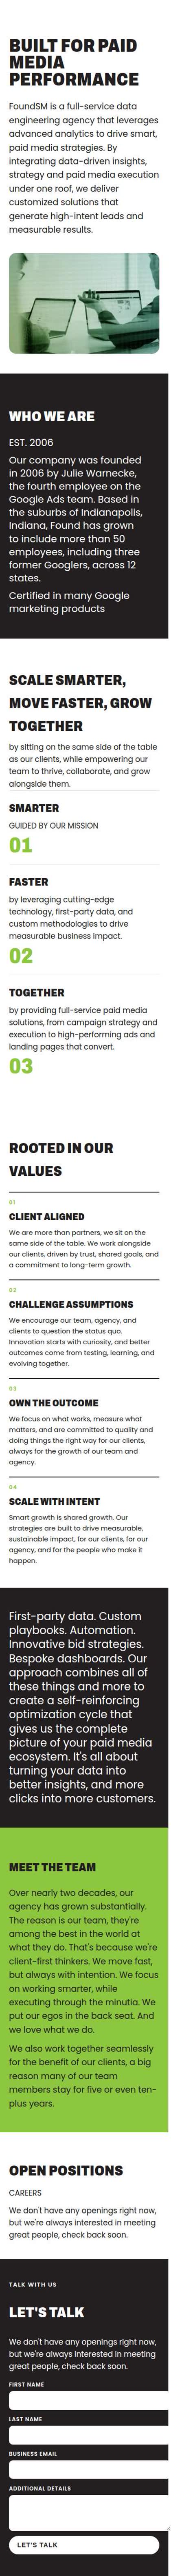 BUILT FOR PAID
MEDIA
PERFORMANCE
FoundSM is a full-service data
engineering agency that leverages
advanced analytics to drive smart,
paid media strategies. By
integrating data-driven insights,
strategy and paid media execution
under one roof, we deliver
customized solutions that
generate high-intent leads and
measurable results.
WHO WE ARE
EST. 2006
Our company was founded
in 2006 by Julie Warnecke,
the fourth employee on the
Google Ads team. Based in
the suburbs of Indianapolis,
Indiana, Found has grown
to include more than 50
employees, including three
former Googlers, across 12
states.
Certified in many Google
marketing products
SCALE SMARTER,
MOVE FASTER, GROW
TOGETHER
by sitting on the same side of the table
as our clients, while empowering our
team to thrive, collaborate, and grow
alongside them.
SMARTER
GUIDED BY OUR MISSION
01
FASTER
by leveraging cutting-edge
technology, first-party data, and
custom methodologies to drive
measurable business impact.
02
TOGETHER
by providing full-service paid media
solutions, from campaign strategy and
execution to high-performing ads and
landing pages that convert.
03
ROOTED IN OUR
VALUES
01
CLIENT ALIGNED
We are more than partners, we sit on the
same side of the table. We work alongside
our clients, driven by trust, shared goals, and
a commitment to long-term growth.
02
CHALLENGE ASSUMPTIONS
We encourage our team, agency, and
clients to question the status quo.
Innovation starts with curiosity, and better
outcomes come from testing, learning, and
evolving together.
03
OWN THE OUTCOME
We focus on what works, measure what
matters, and are committed to quality and
doing things the right way for our clients,
always for the growth of our team and
agency.
04
SCALE WITH INTENT
Smart growth is shared growth. Our
strategies are built to drive measurable,
sustainable impact, for our clients, for our
agency, and for the people who make it
happen.
First-party data. Custom
playbooks. Automation.
Innovative bid strategies.
Bespoke dashboards. Our
approach combines all of
these things and more to
create a self-reinforcing
optimization cycle that
gives us the complete
picture of your paid media
ecosystem. It's all about
turning your data into
better insights, and more
clicks into more customers.
MEET THE TEAM
Over nearly two decades, our
agency has grown substantially.
The reason is our team, they're
among the best in the world at
what they do. That's because we're
client-first thinkers. We move fast,
but always with intention. We focus
on working smarter, while
executing through the minutia. We
put our egos in the back seat. And
we love what we do.
We also work together seamlessly
for the benefit of our clients, a big
reason many of our team
members stay for five or even ten-
plus years.
OPEN POSITIONS
CAREERS
We don't have any openings right now,
but we're always interested in meeting
great people, check back soon.
TALK WITH US
LET'S TALK
We don't have any openings right now,
but we're always interested in meeting
great people, check back soon.
FIRST NAME
LAST NAME
BUSINESS EMAIL
ADDITIONAL DETAILS
LET'S TALK